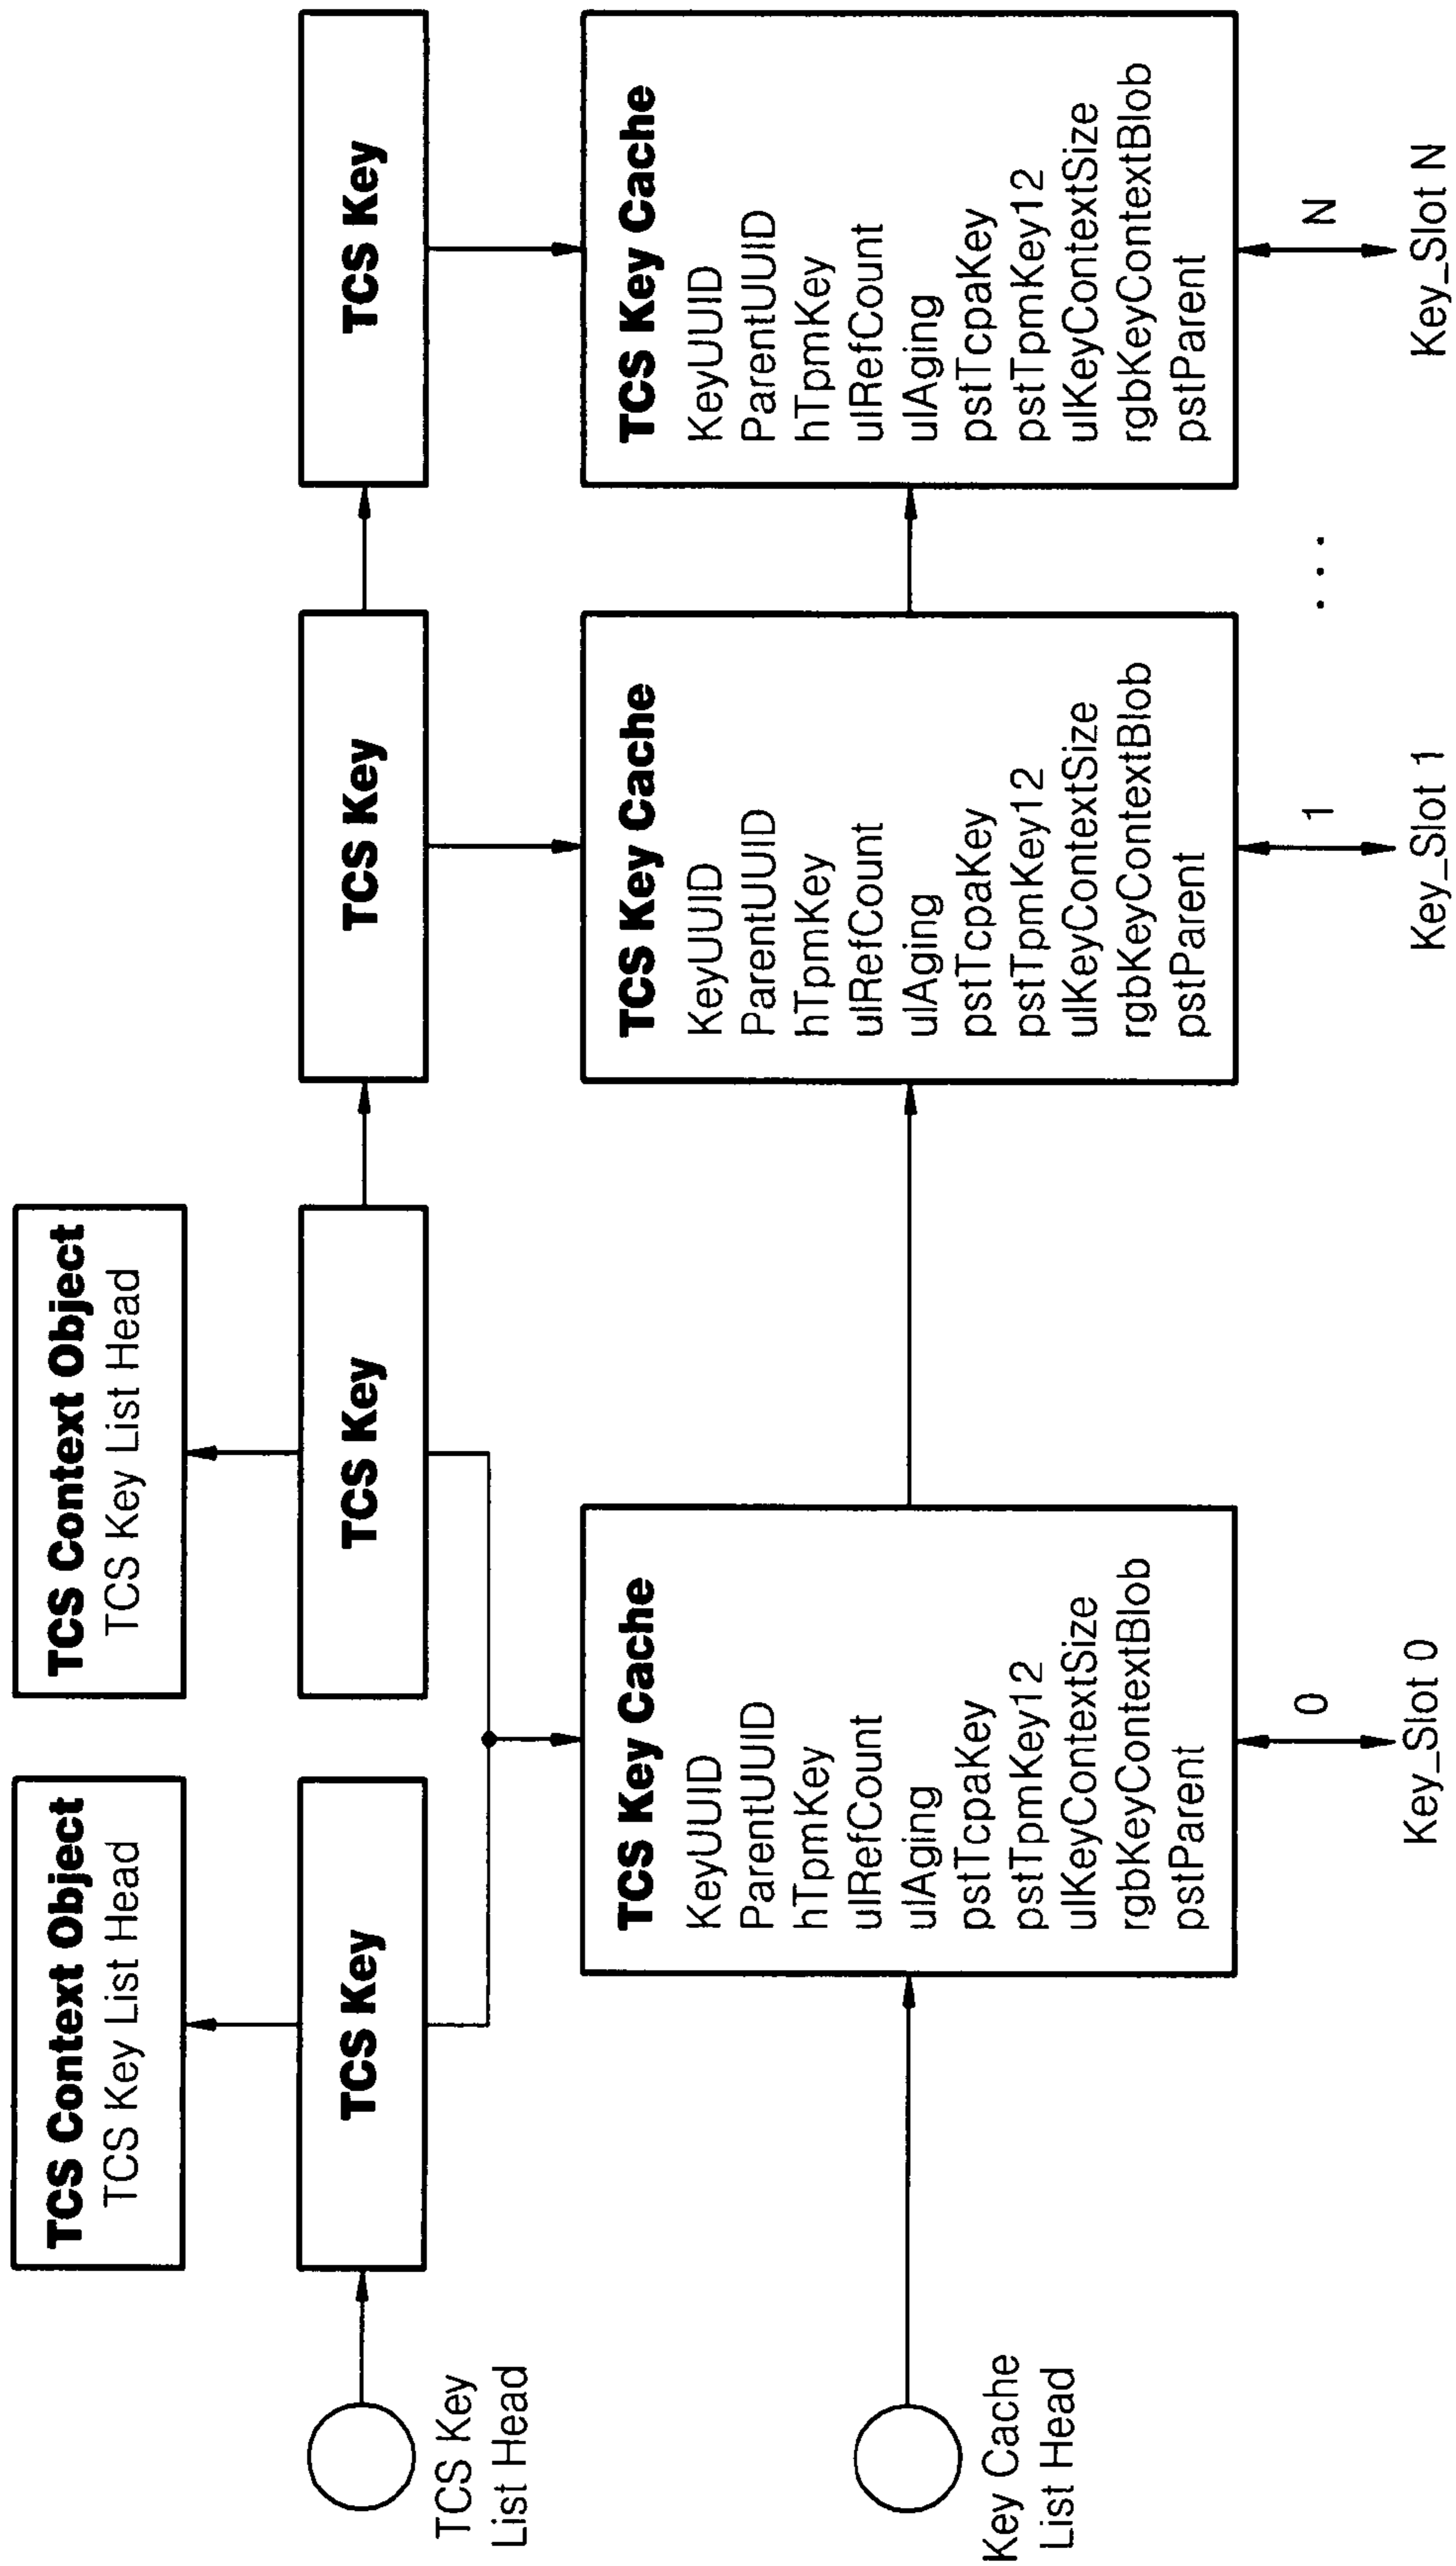 TCS Context Object
TCS Key List Head
TCS Context Object
TCS Key List Head
TCS Key
TCS Key
TCS Key
TCS Key
TCS Key
List Head
TCS Key Cache
KeyUUID
ParentUUID
hTpmKey
ulRefCount
ulAging
pstTcpaKey
pstTpmKey12
ulKeyContextSize
rgbKeyContextBlob
pstParent
TCS Key Cache
KeyUUID
ParentUUID
hTpmKey
ulRefCount
ulAging
pstTcpaKey
pstTpmKey12
ulKeyContextSize
rgbKeyContextBlob
pstParent
TCS Key Cache
KeyUUID
ParentUUID
hTpmKey
ulRefCount
ulAging
pstTcpaKey
pstTpmKey12
ulKeyContextSize
rgbKeyContextBlob
pstParent
Key Cache
List Head
0
1
. . .
N
Key_Slot 0
Key_Slot 1
Key_Slot N